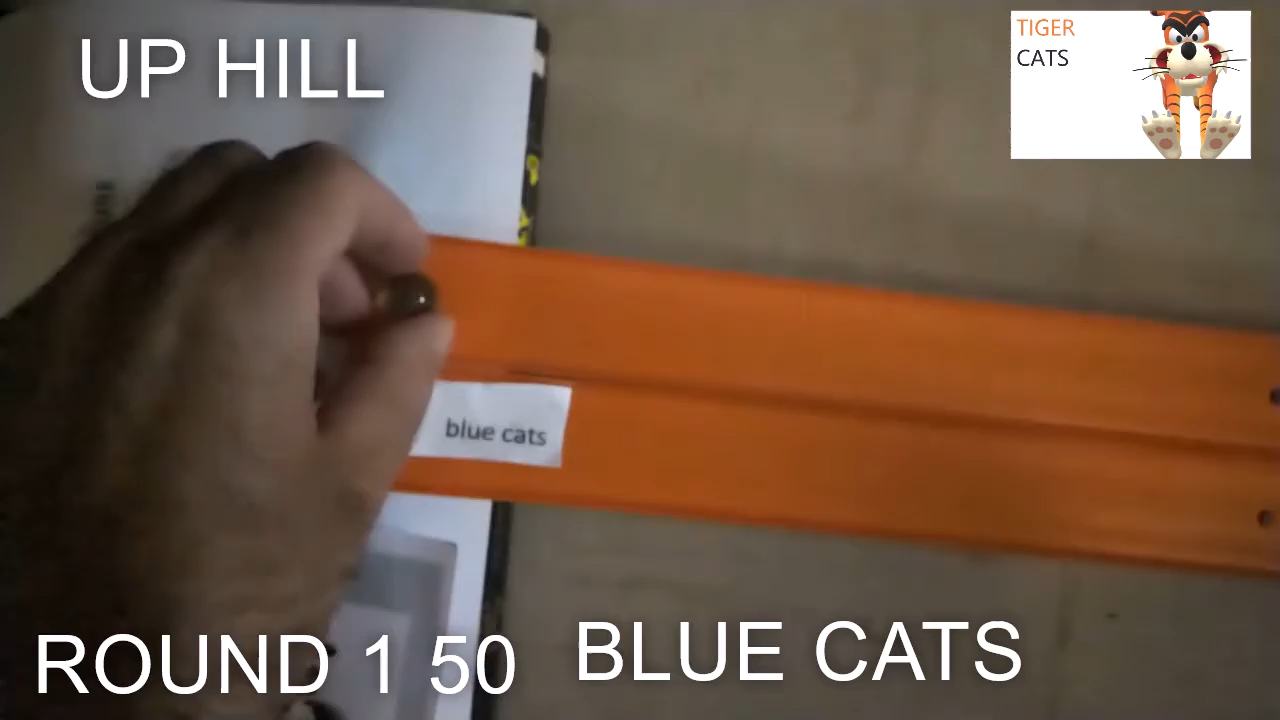 UP HILL
TIGER
CATS
blue cats
ROUND 1 50
BLUE CATS